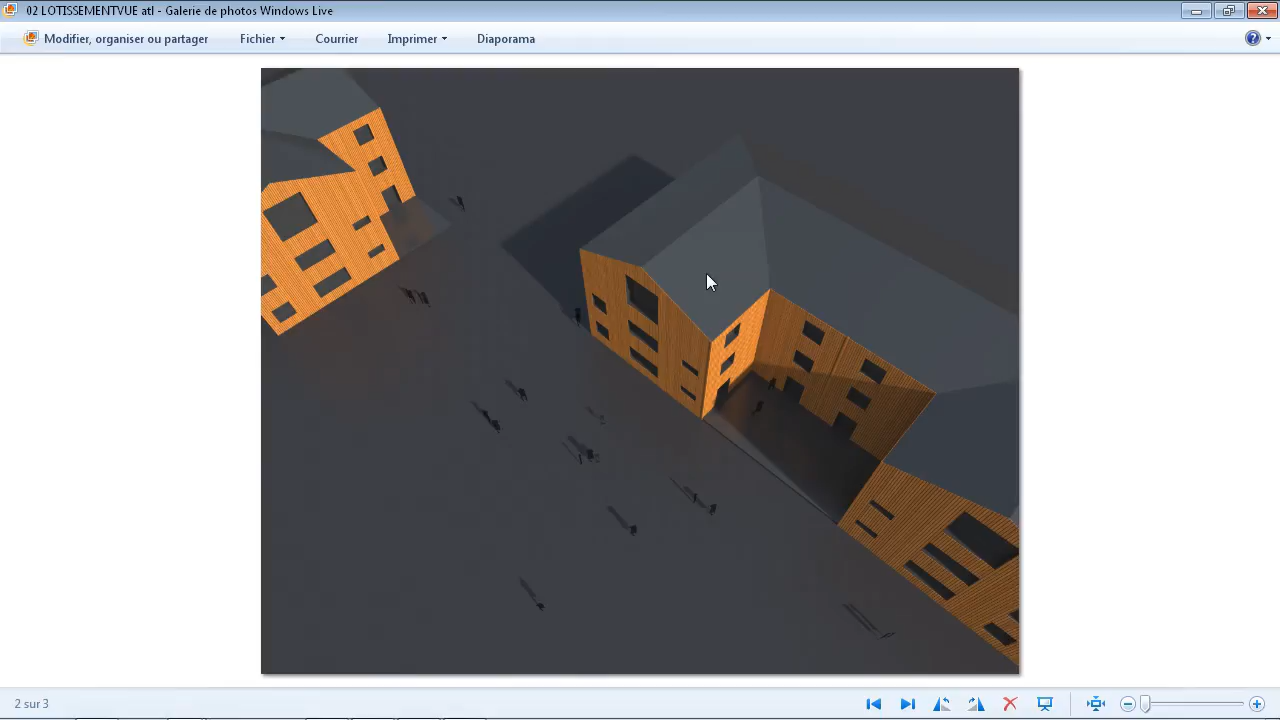 02 LOTISSEMENTVUE atl - Galerie de photos Windows Live
Modifier, organiser ou partager Fichier Courrier Imprimer Diaporama
2 sur 3